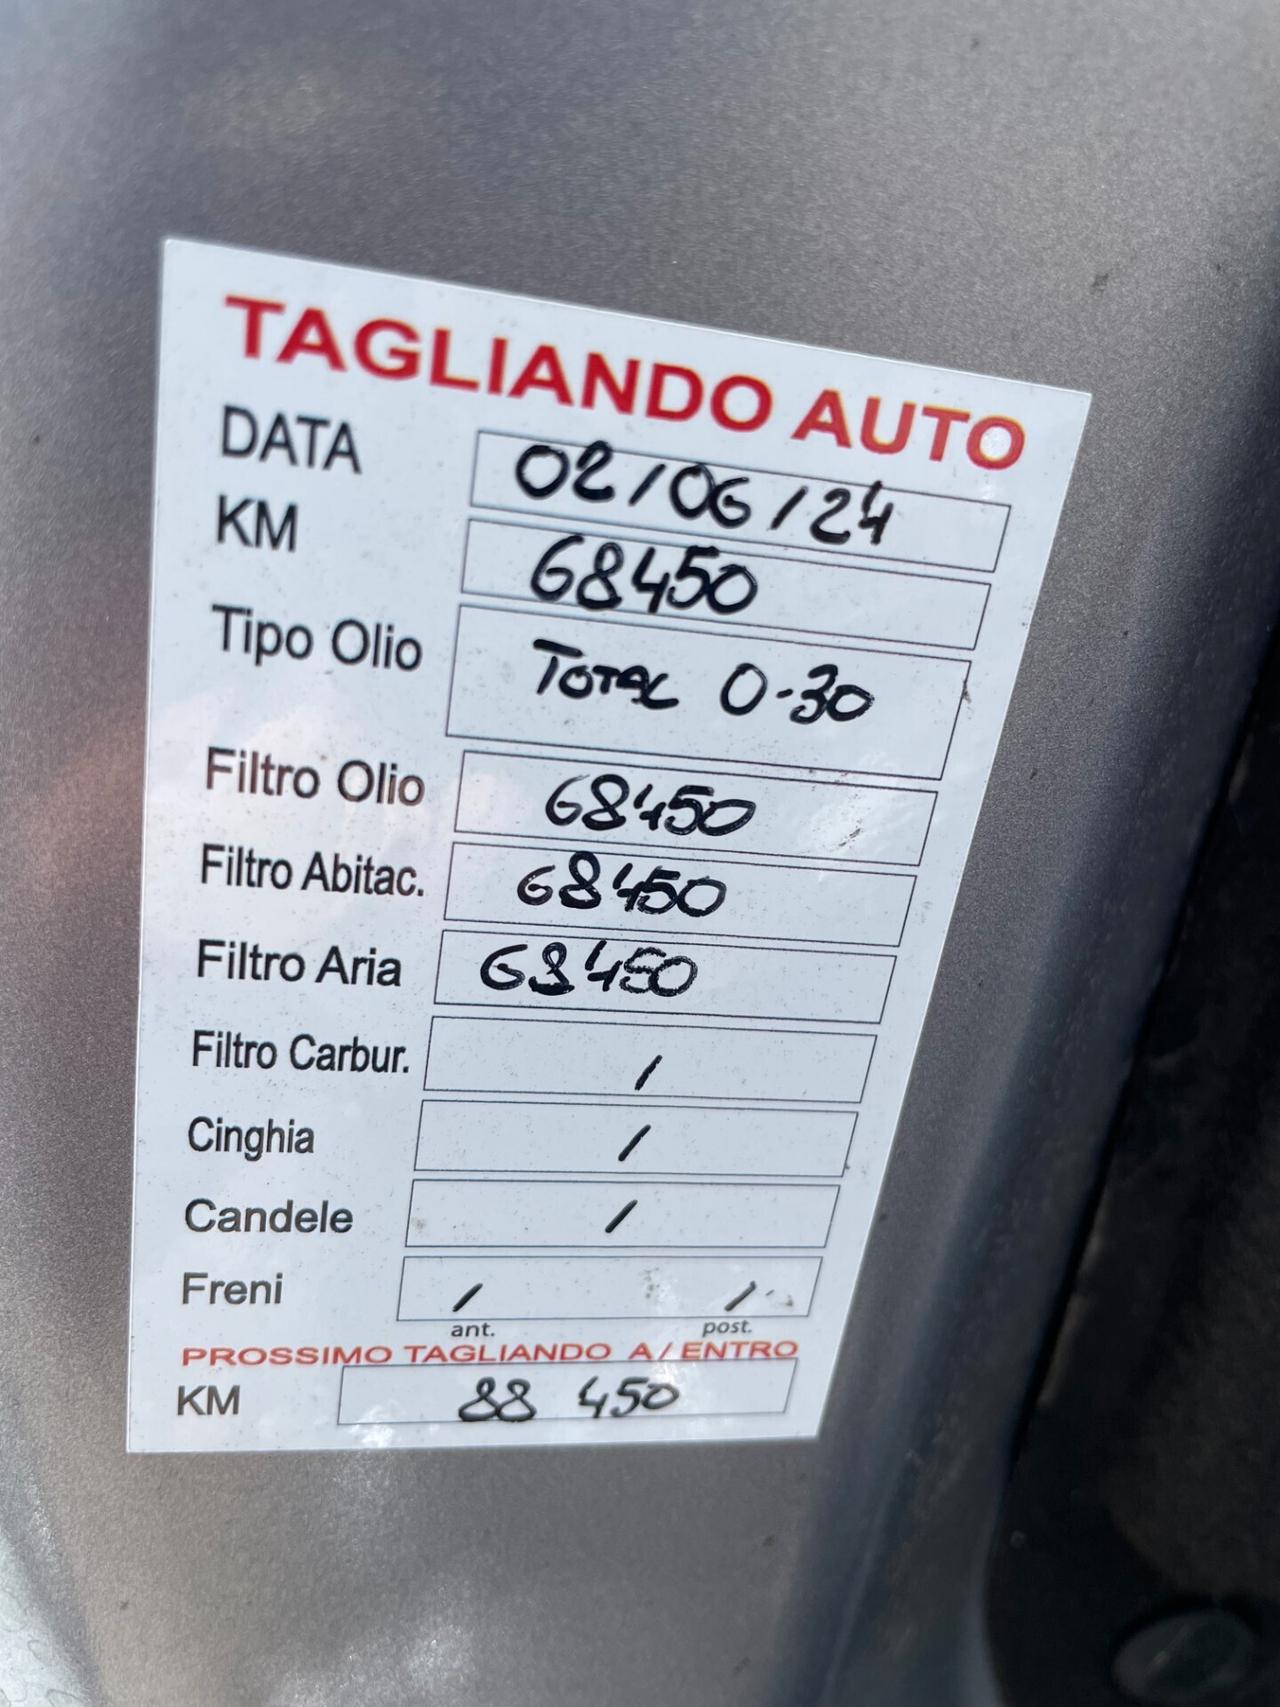 TAGLIANDO AUTO
DATA 02/06/24
KM 68450
Tipo Olio TOTAL 0-30
Filtro Olio 68450
Filtro Abitac. 68450
Filtro Aria 68450
Filtro Carbur. /
Cinghia /
Candele /
Freni / /
ant. post.
PROSSIMO TAGLIANDO A/ENTRO
KM 88 450